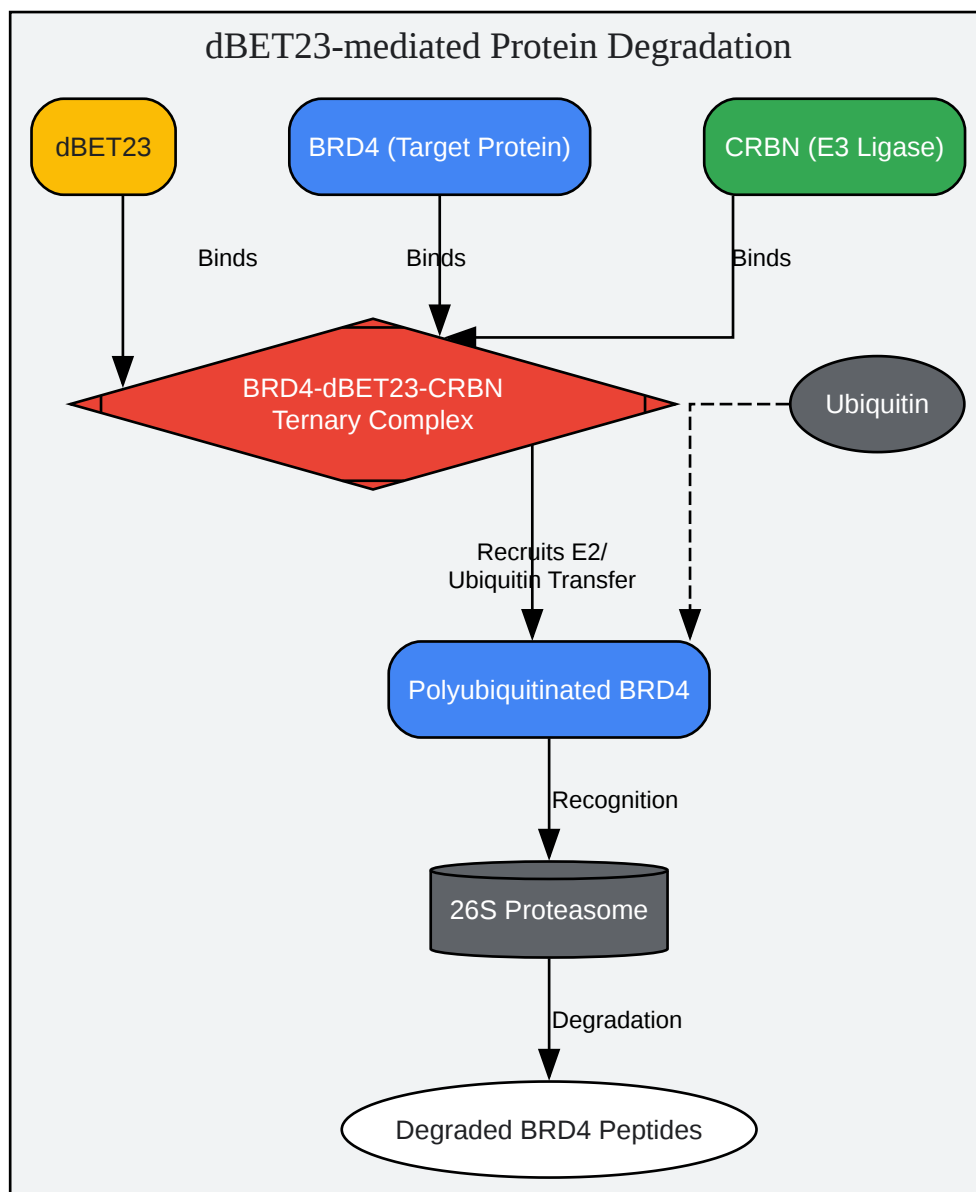 dBET23-mediated Protein Degradation
dBET23
BRD4 (Target Protein)
CRBN (E3 Ligase)
Binds
Binds
Binds
BRD4-dBET23-CRBN
Ternary Complex
Ubiquitin
Recruits E2/
Ubiquitin Transfer
Polyubiquitinated BRD4
Recognition
26S Proteasome
Degradation
Degraded BRD4 Peptides